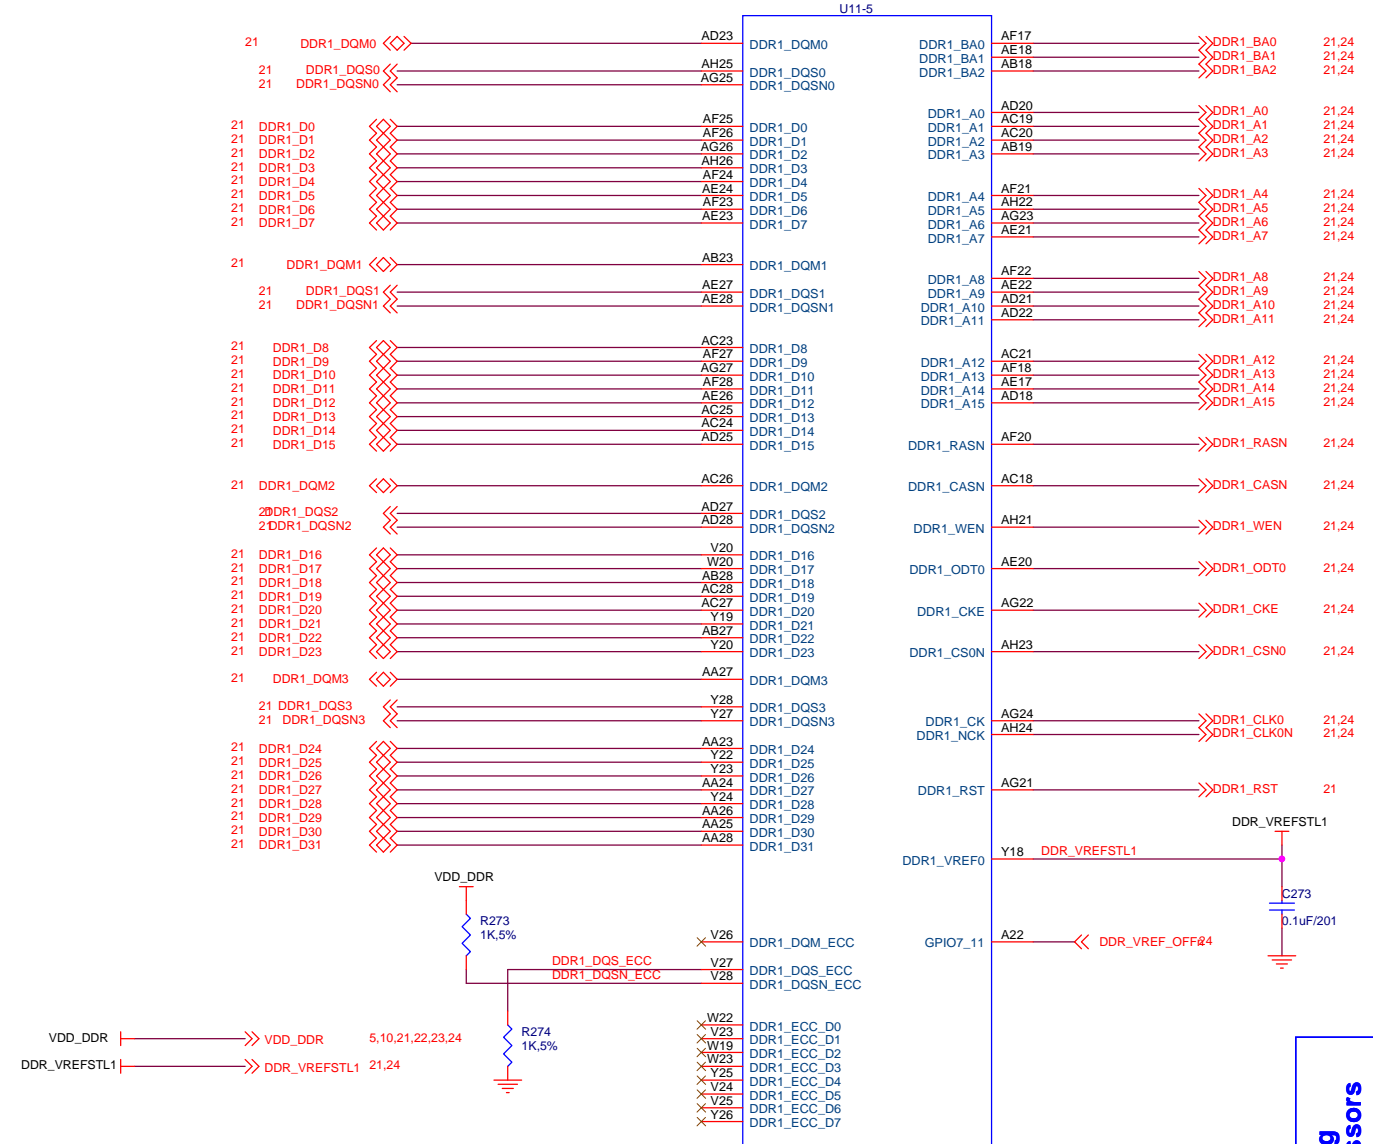 U11-5
21 DDR1_DQM0 AD23 DDR1_DQM0 DDR1_BA0 AF17 DDR1_BA0 21,24
DDR1_BA1 AE18 DDR1_BA1 21,24
21 DDR1_DQS0 AH25 DDR1_DQS0 DDR1_BA2 AB18 DDR1_BA2 21,24
21 DDR1_DQSN0 AG25 DDR1_DQSN0
DDR1_A0 AD20 DDR1_A0 21,24
21 DDR1_D0 AF25 DDR1_D0 DDR1_A1 AC19 DDR1_A1 21,24
21 DDR1_D1 AF26 DDR1_D1 DDR1_A2 AC20 DDR1_A2 21,24
21 DDR1_D2 AG26 DDR1_D2 DDR1_A3 AB19 DDR1_A3 21,24
21 DDR1_D3 AH26 DDR1_D3
21 DDR1_D4 AF24 DDR1_D4
21 DDR1_D5 AE24 DDR1_D5 DDR1_A4 AF21 DDR1_A4 21,24
21 DDR1_D6 AF23 DDR1_D6 DDR1_A5 AH22 DDR1_A5 21,24
21 DDR1_D7 AE23 DDR1_D7 DDR1_A6 AG23 DDR1_A6 21,24
DDR1_A7 AE21 DDR1_A7 21,24
21 DDR1_DQM1 AB23 DDR1_DQM1
DDR1_A8 AF22 DDR1_A8 21,24
21 DDR1_DQS1 AE27 DDR1_DQS1 DDR1_A9 AE22 DDR1_A9 21,24
21 DDR1_DQSN1 AE28 DDR1_DQSN1 DDR1_A10 AD21 DDR1_A10 21,24
DDR1_A11 AD22 DDR1_A11 21,24
21 DDR1_D8 AC23 DDR1_D8
21 DDR1_D9 AF27 DDR1_D9 DDR1_A12 AC21 DDR1_A12 21,24
21 DDR1_D10 AG27 DDR1_D10 DDR1_A13 AF18 DDR1_A13 21,24
21 DDR1_D11 AF28 DDR1_D11 DDR1_A14 AE17 DDR1_A14 21,24
21 DDR1_D12 AE26 DDR1_D12 DDR1_A15 AD18 DDR1_A15 21,24
21 DDR1_D13 AC25 DDR1_D13
21 DDR1_D14 AC24 DDR1_D14
21 DDR1_D15 AD25 DDR1_D15 DDR1_RASN AF20 DDR1_RASN 21,24
21 DDR1_DQM2 AC26 DDR1_DQM2 DDR1_CASN AC18 DDR1_CASN 21,24
21 DDR1_DQS2 AD27 DDR1_DQS2
21 DDR1_DQSN2 AD28 DDR1_DQSN2 DDR1_WEN AH21 DDR1_WEN 21,24
21 DDR1_D16 V20 DDR1_D16
21 DDR1_D17 W20 DDR1_D17 DDR1_ODT0 AE20 DDR1_ODT0 21,24
21 DDR1_D18 AB28 DDR1_D18
21 DDR1_D19 AC28 DDR1_D19
21 DDR1_D20 AC27 DDR1_D20 DDR1_CKE AG22 DDR1_CKE 21,24
21 DDR1_D21 Y19 DDR1_D21
21 DDR1_D22 AB27 DDR1_D22
21 DDR1_D23 Y20 DDR1_D23 DDR1_CS0N AH23 DDR1_CSN0 21,24
21 DDR1_DQM3 AA27 DDR1_DQM3
21 DDR1_DQS3 Y28 DDR1_DQS3
21 DDR1_DQSN3 Y27 DDR1_DQSN3 DDR1_CK AG24 DDR1_CLK0 21,24
DDR1_NCK AH24 DDR1_CLK0N 21,24
21 DDR1_D24 AA23 DDR1_D24
21 DDR1_D25 Y22 DDR1_D25
21 DDR1_D26 Y23 DDR1_D26
21 DDR1_D27 AA24 DDR1_D27 DDR1_RST AG21 DDR1_RST 21
21 DDR1_D28 Y24 DDR1_D28
21 DDR1_D29 AA26 DDR1_D29 DDR_VREFSTL1
21 DDR1_D30 AA25 DDR1_D30
21 DDR1_D31 AA28 DDR1_D31
DDR1_VREF0 Y18 DDR_VREFSTL1
VDD_DDR
C273
0.1uF/201
R273
1K,5%
V26 DDR1_DQM_ECC GPIO7_11 A22 DDR_VREF_OFF# 24
DDR1_DQS_ECC V27 DDR1_DQS_ECC
DDR1_DQSN_ECC V28 DDR1_DQSN_ECC
W22 DDR1_ECC_D0
R274
1K,5%
V23 DDR1_ECC_D1
VDD_DDR VDD_DDR 5,10,21,22,23,24
W19 DDR1_ECC_D2
DDR_VREFSTL1 DDR_VREFSTL1 21,24
W23 DDR1_ECC_D3
Y25 DDR1_ECC_D4
V24 DDR1_ECC_D5
V25 DDR1_ECC_D6
Y26 DDR1_ECC_D7